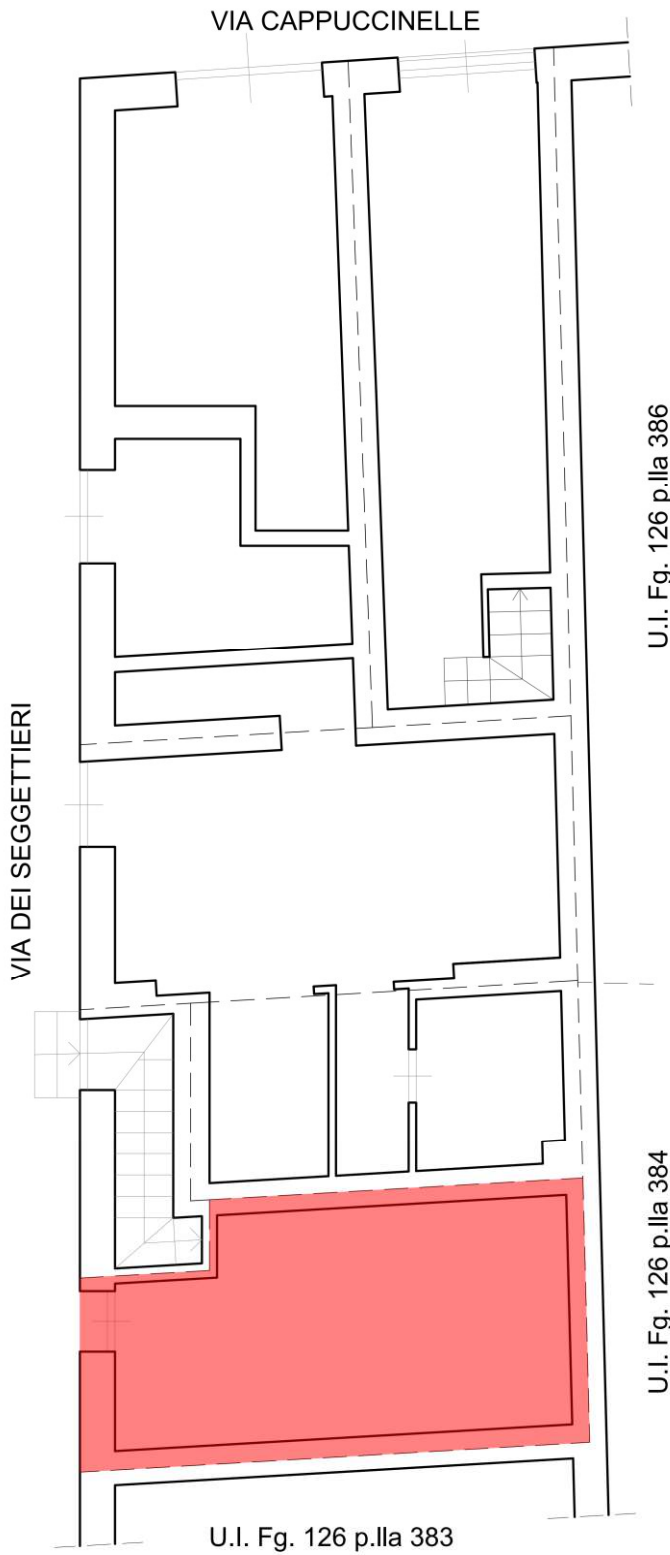 VIA CAPPUCCINELLE
U.I. Fg. 126 p.lla 386
VIA DEI SEGGETTIERI
U.I. Fg. 126 p.lla 384
U.I. Fg. 126 p.lla 383